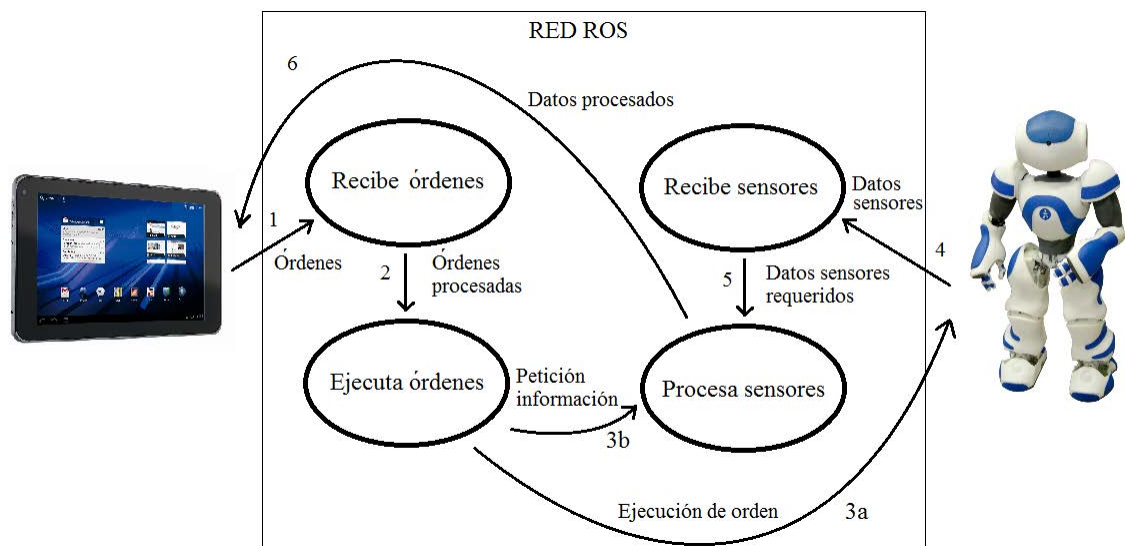 RED ROS
6
Datos procesados
Recibe órdenes
Recibe sensores
Datos
sensores
1
Órdenes
2
Órdenes
procesadas
5
Datos sensores
requeridos
4
Ejecuta órdenes
Petición
información
3b
Procesa sensores
Ejecución de orden
3a